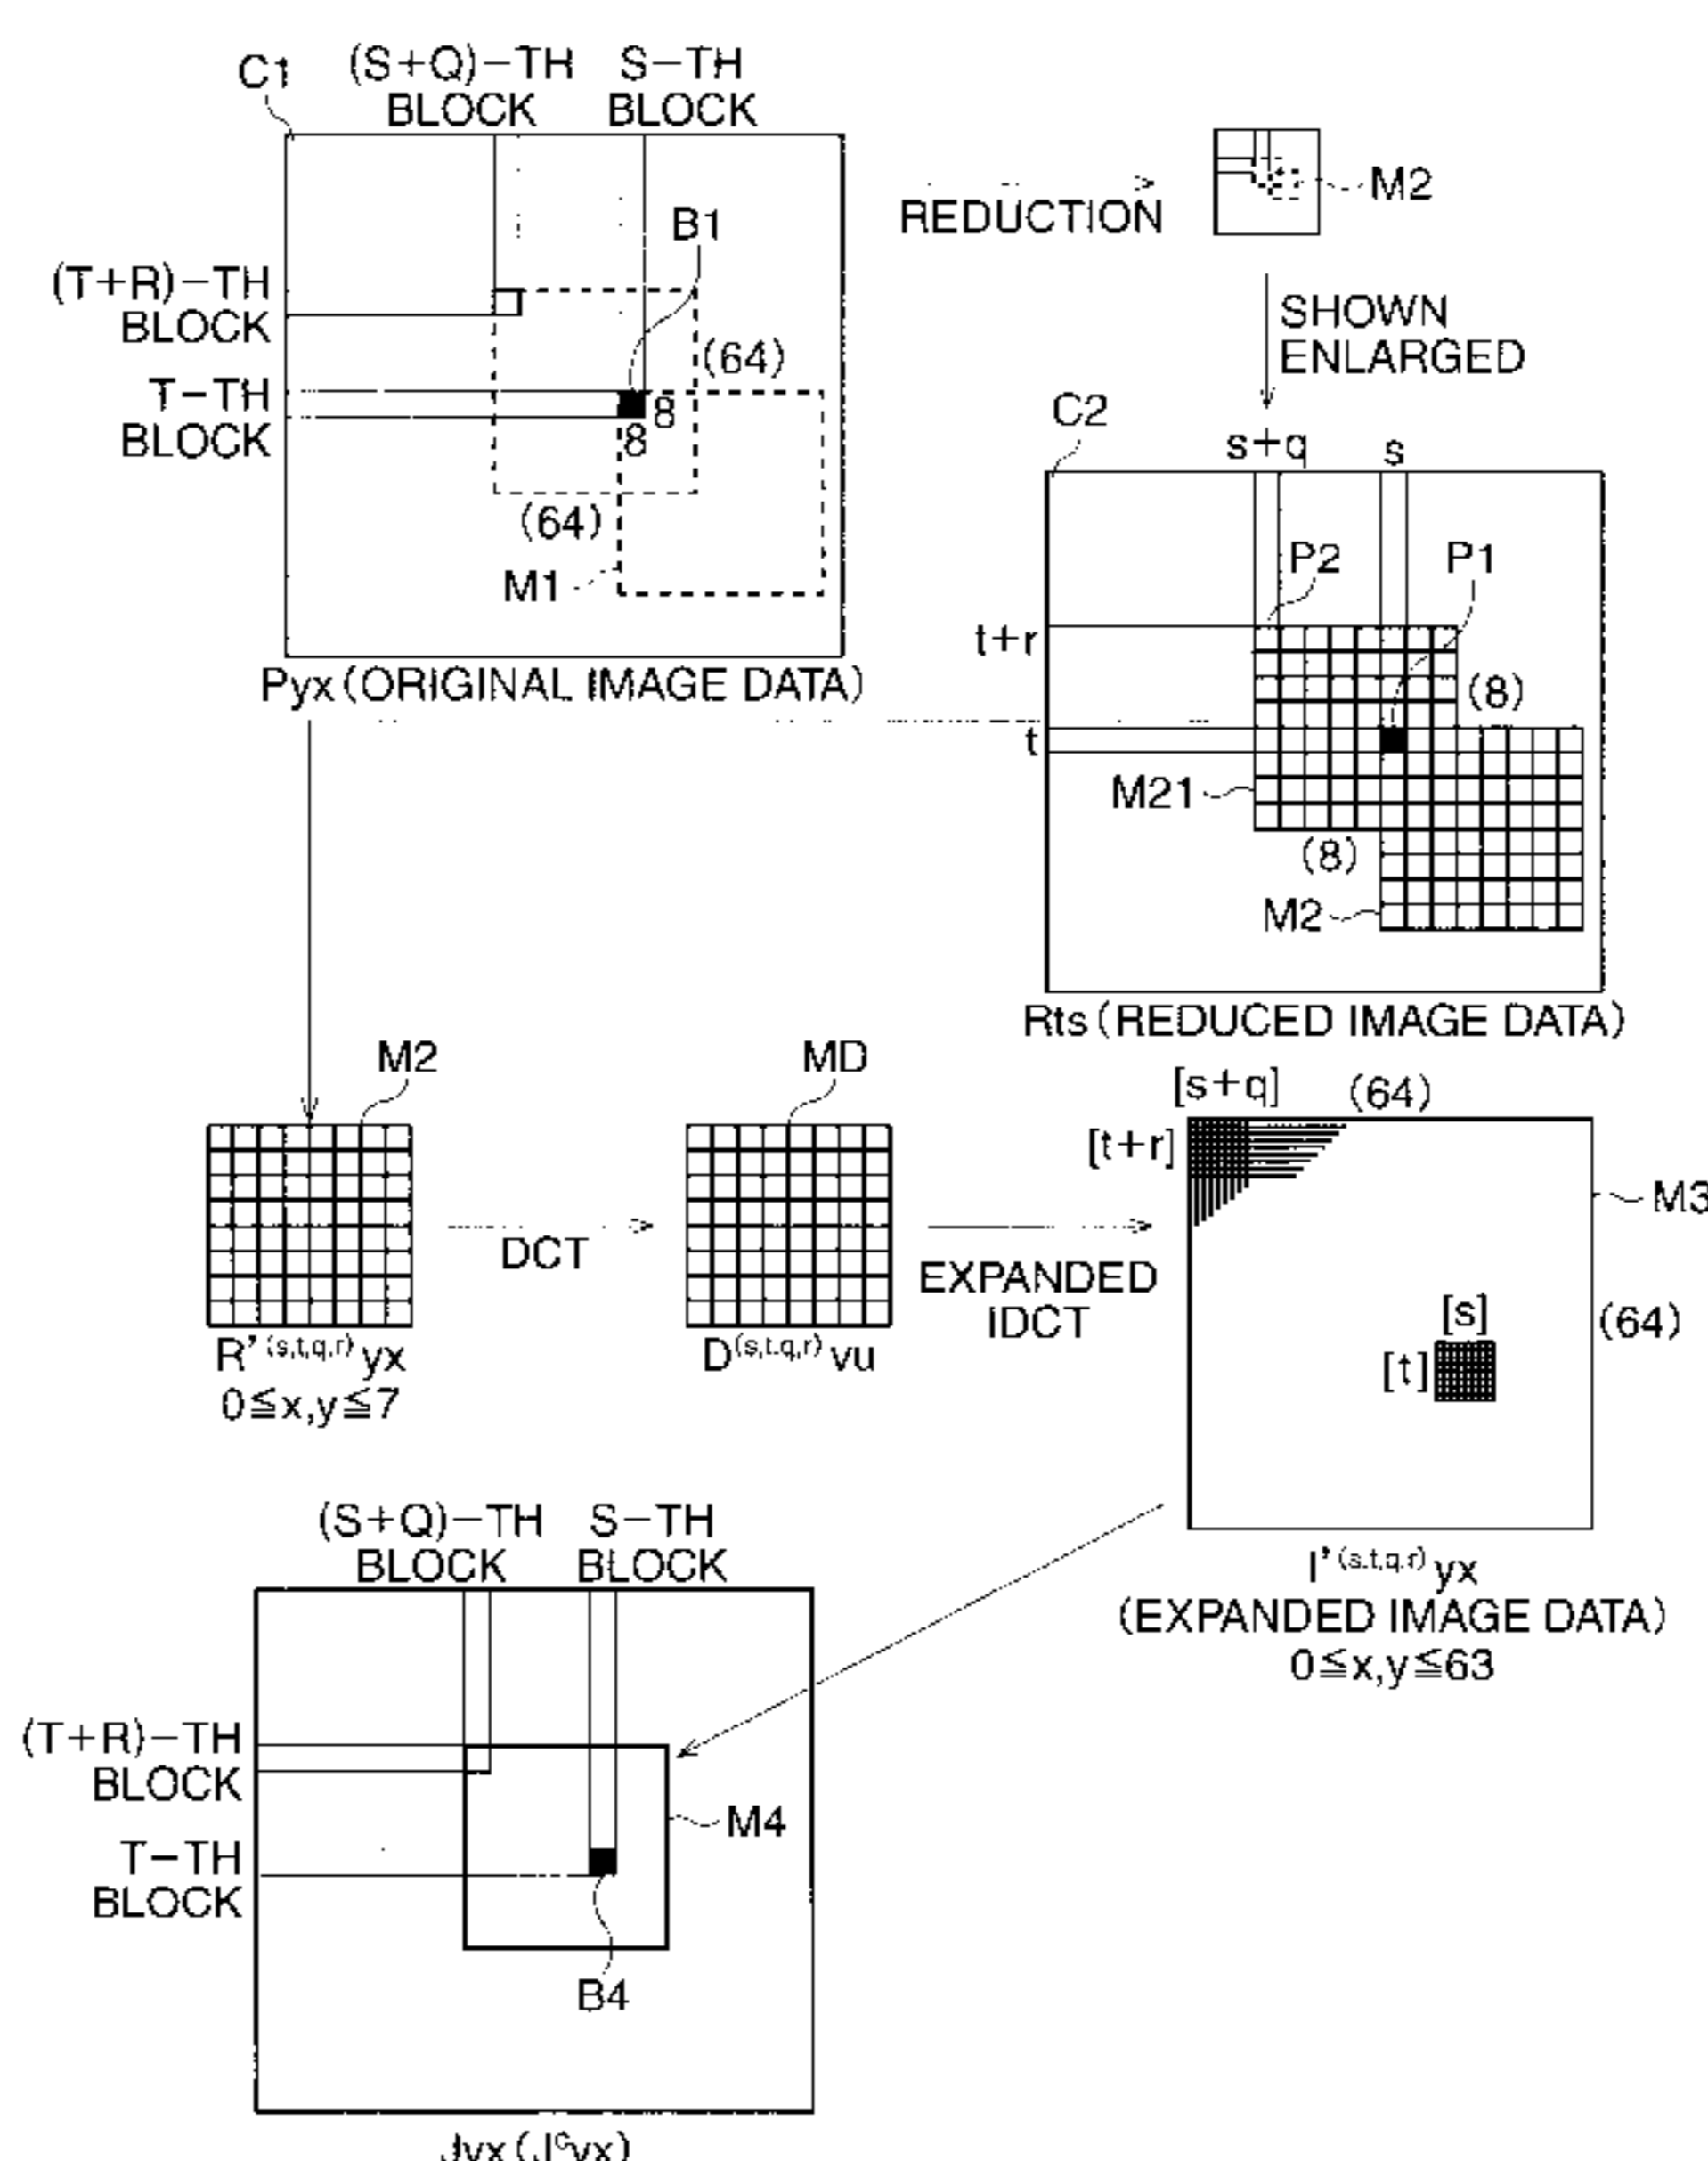 C1
(S+Q)-TH BLOCK
S-TH BLOCK
B1
(T+R)-TH BLOCK
(64)
T-TH BLOCK
8
8
(64)
M1
Pyx (ORIGINAL IMAGE DATA)
REDUCTION
M2
SHOWN ENLARGED
C2
s+q
s
P2
P1
t+r
(8)
t
M21
(8)
M2
Rts (REDUCED IMAGE DATA)
M2
R'(s,t,q,r) yx
0≦x,y≦7
DCT
MD
D(s,t,q,r) vu
EXPANDED IDCT
[s+q]
(64)
[t+r]
M3
[s]
(64)
[t]
I'(s,t,q,r) yx
(EXPANDED IMAGE DATA)
0≦x,y≦63
(S+Q)-TH BLOCK
S-TH BLOCK
(T+R)-TH BLOCK
M4
T-TH BLOCK
B4
Jyx (Jᶜyx)